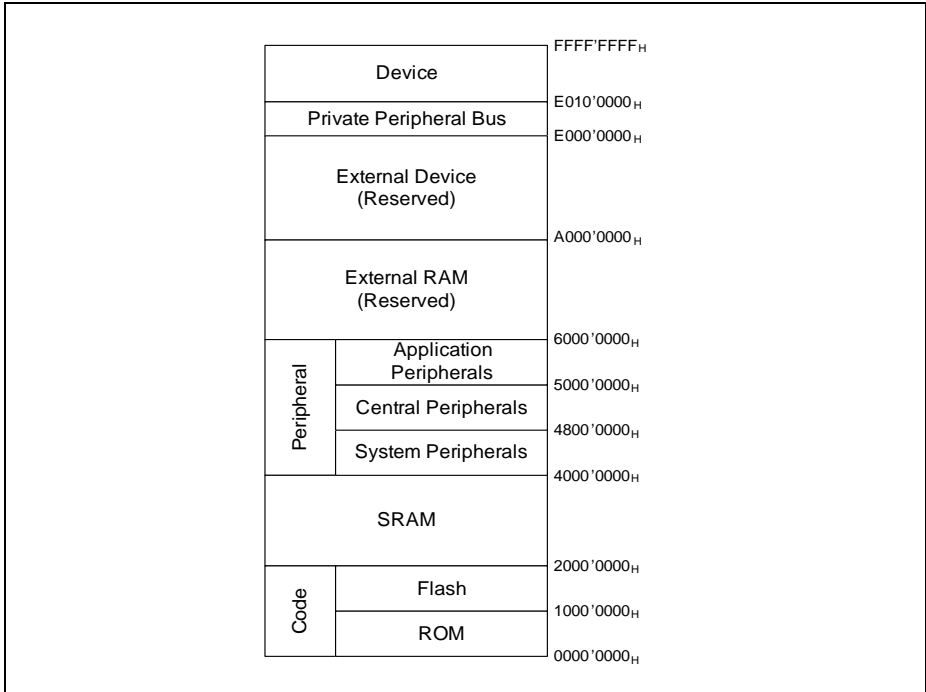 FFFF'FFFFH
Device
E010'0000H
Private Peripheral Bus
E000'0000H
External Device
(Reserved)
A000'0000H
External RAM
(Reserved)
6000'0000H
Peripheral
Application
Peripherals
5000'0000H
Central Peripherals
4800'0000H
System Peripherals
4000'0000H
SRAM
2000'0000H
Code
Flash
1000'0000H
ROM
0000'0000H